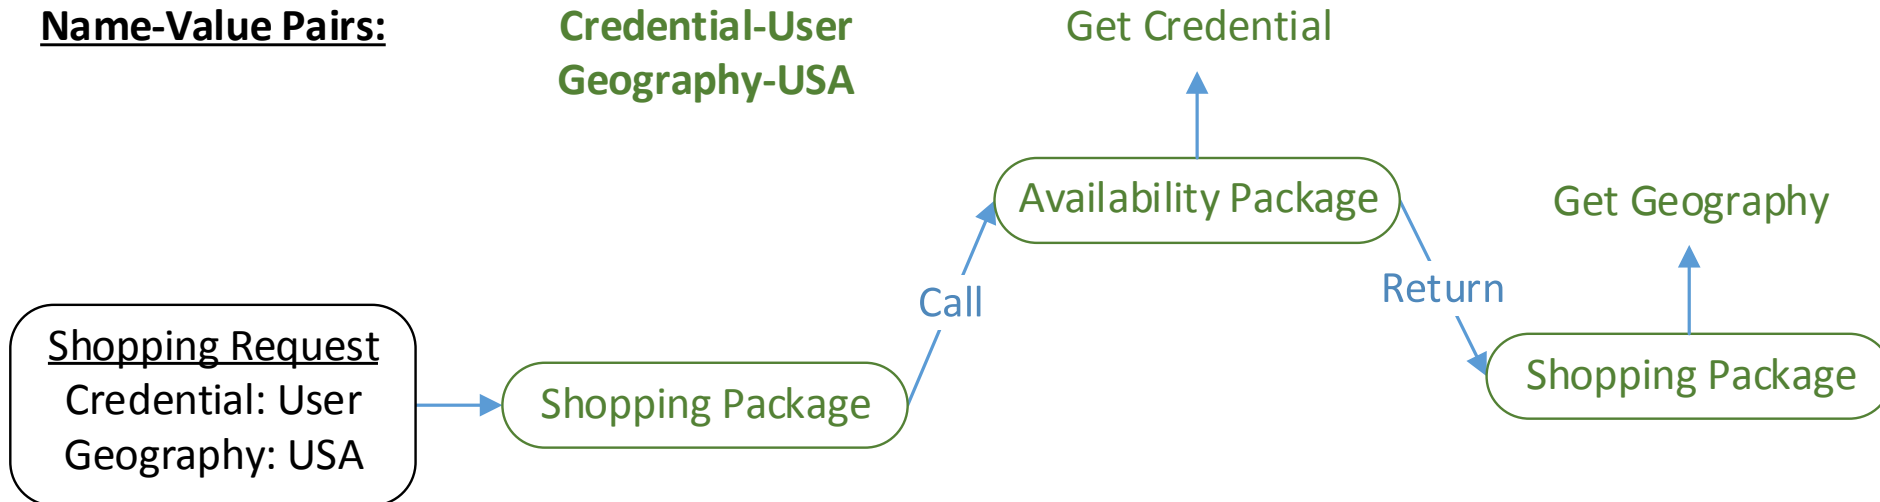 Name-Value Pairs:
Credential-User
Geography-USA
Get Credential
Availability Package
Get Geography
Call
Return
Shopping Request
Credential: User
Geography: USA
Shopping Package
Shopping Package